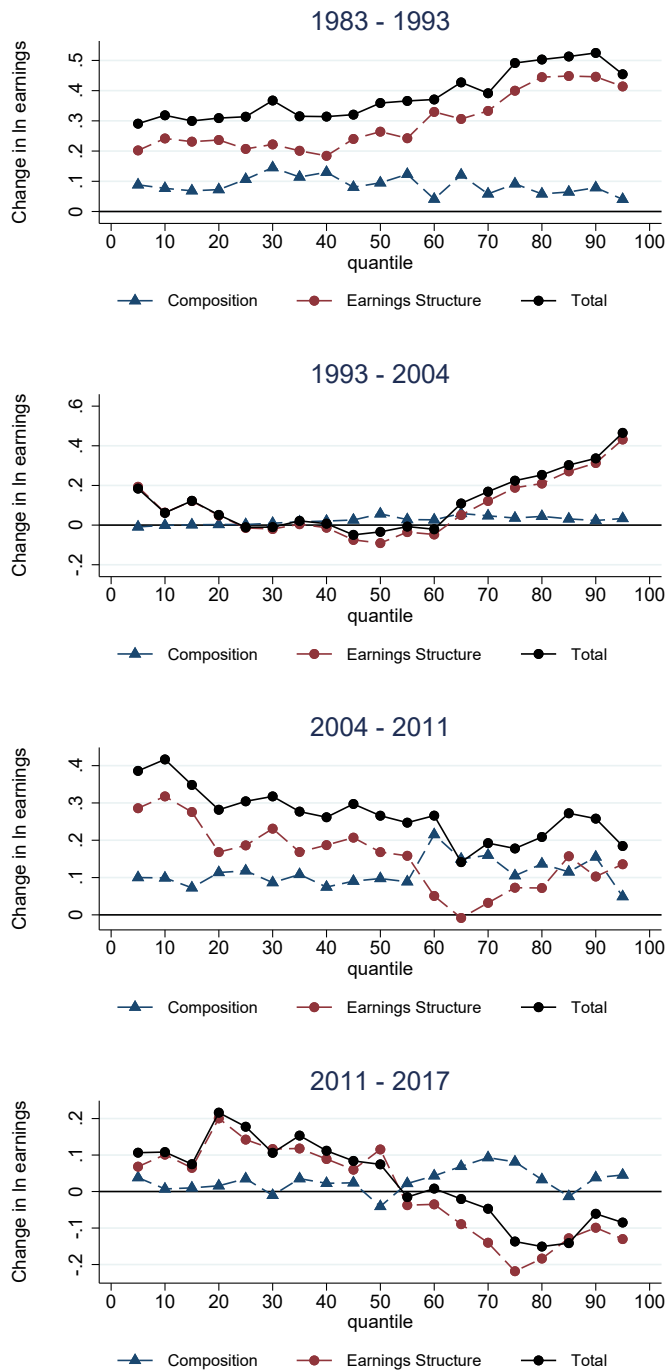 1983 - 1993
Change in ln earnings
.5
.4
.3
.2
.1
0
0 10 20 30 40 50 60 70 80 90 100
quantile
Composition Earnings Structure Total
1993 - 2004
Change in ln earnings
.6
.4
.2
0
-.2
0 10 20 30 40 50 60 70 80 90 100
quantile
Composition Earnings Structure Total
2004 - 2011
Change in ln earnings
.4
.3
.2
.1
0
0 10 20 30 40 50 60 70 80 90 100
quantile
Composition Earnings Structure Total
2011 - 2017
Change in ln earnings
.2
.1
0
-.1
-.2
0 10 20 30 40 50 60 70 80 90 100
quantile
Composition Earnings Structure Total